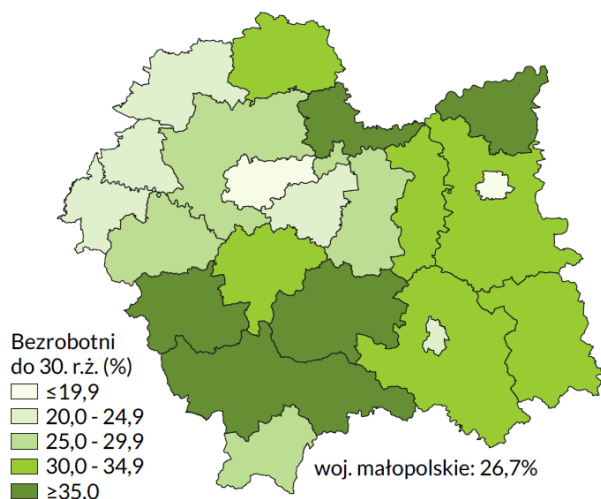 Bezrobotni
do 30. r.ż. (%)
≤19,9
20,0 - 24,9
25,0 - 29,9
30,0 - 34,9
≥35,0
woj. małopolskie: 26,7%